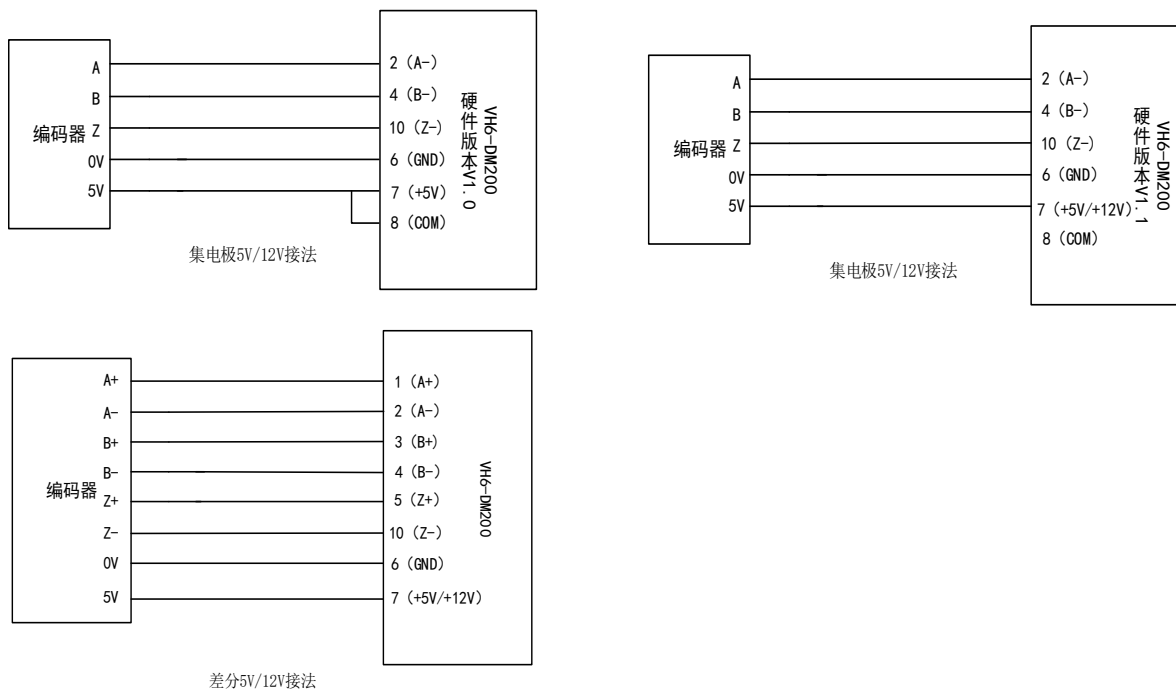 A
B
编码器 Z
0V
5V
2 (A-)
4 (B-)
10 (Z-)
6 (GND)
7 (+5V)
8 (COM)
VH6-DM200
硬件版本V1.0
集电极5V/12V接法
A
B
编码器 Z
0V
5V
2 (A-)
4 (B-)
10 (Z-)
6 (GND)
7 (+5V/+12V)
8 (COM)
VH6-DM200
硬件版本V1.1
集电极5V/12V接法
A+
A-
B+
B-
编码器 Z+
Z-
0V
5V
1 (A+)
2 (A-)
3 (B+)
4 (B-)
5 (Z+)
10 (Z-)
6 (GND)
7 (+5V/+12V)
VH6-DM200
差分5V/12V接法